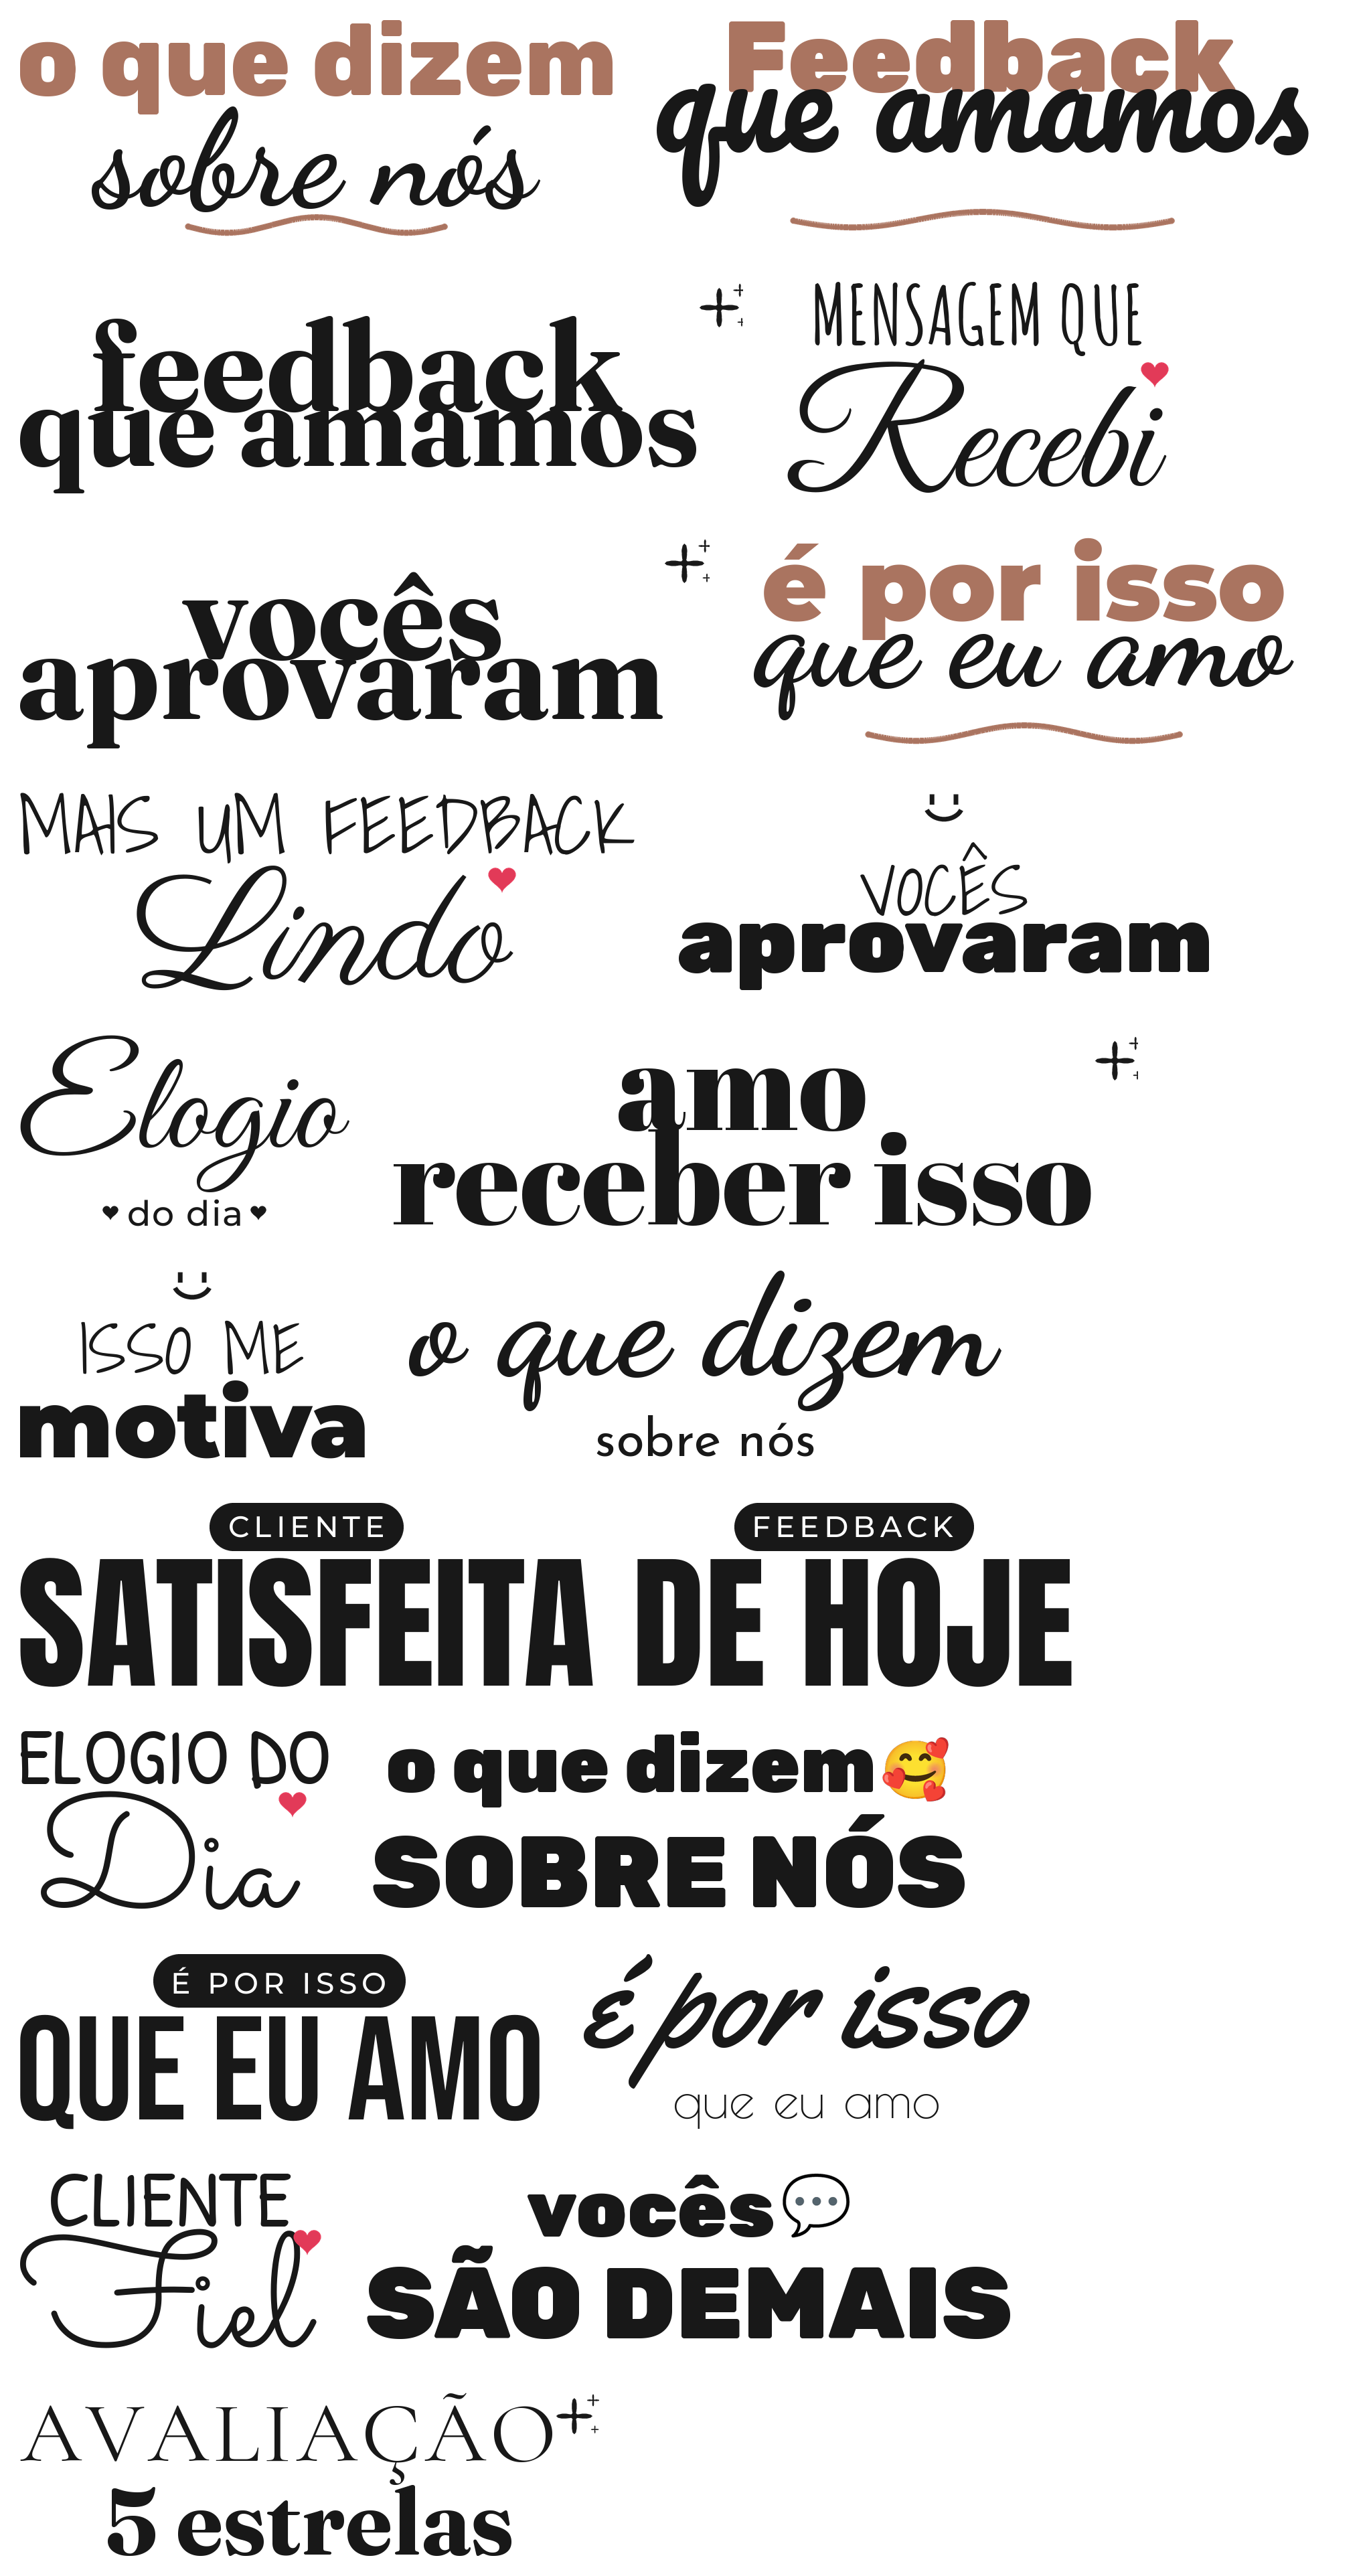 o que dizem
sobre nós
Feedback
que amamos
feedback
que amamos
MENSAGEM QUE
Recebi
vocês
aprovaram
é por isso
que eu amo
MAIS UM FEEDBACK
Lindo
VOCÊS
aprovaram
Elogio
do dia
amo
receber isso
ISSO ME
motiva
o que dizem
sobre nós
CLIENTE
SATISFEITA
FEEDBACK
DE HOJE
ELOGIO DO
Dia
o que dizem🥰
SOBRE NÓS
É POR ISSO
QUE EU AMO
é por isso
que eu amo
CLIENTE
Fiel
vocês💬
SÃO DEMAIS
AVALIAÇÃO
5 estrelas